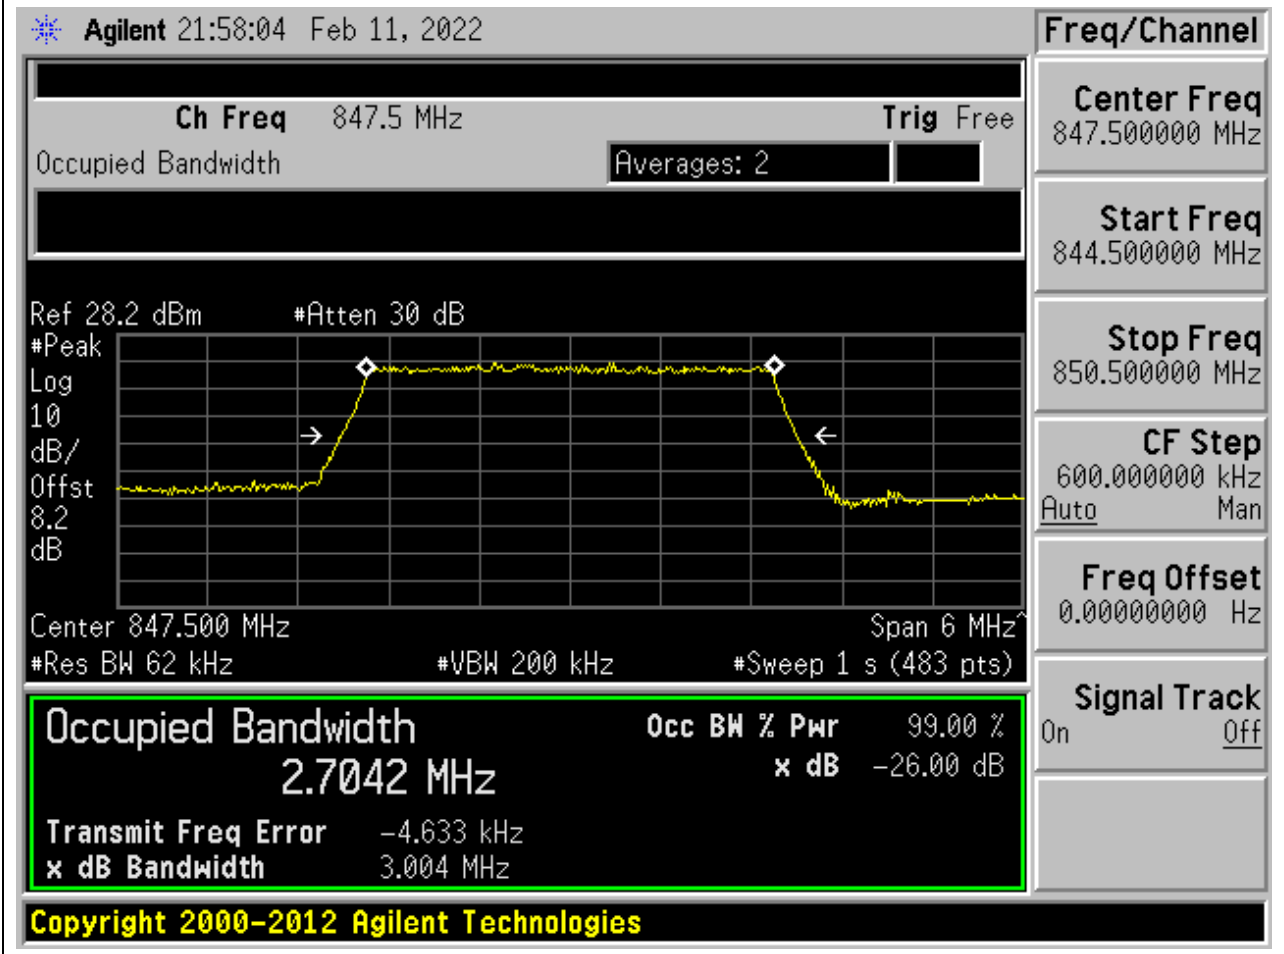 Agilent 21:58:04 Feb 11, 2022
Freq/Channel
Ch Freq 847.5 MHz Trig Free
Occupied Bandwidth Averages: 2
Ref 28.2 dBm #Atten 30 dB
#Peak
Log
10
dB/
Offst
8.2
dB
Center 847.500 MHz Span 6 MHz^
#Res BW 62 kHz #VBW 200 kHz #Sweep 1 s (483 pts)
Occupied Bandwidth Occ BW % Pwr 99.00 %
2.7042 MHz x dB -26.00 dB
Transmit Freq Error -4.633 kHz
x dB Bandwidth 3.004 MHz
Center Freq
847.500000 MHz
Start Freq
844.500000 MHz
Stop Freq
850.500000 MHz
CF Step
600.000000 kHz
Auto Man
Freq Offset
0.00000000 Hz
Signal Track
On Off
Copyright 2000-2012 Agilent Technologies